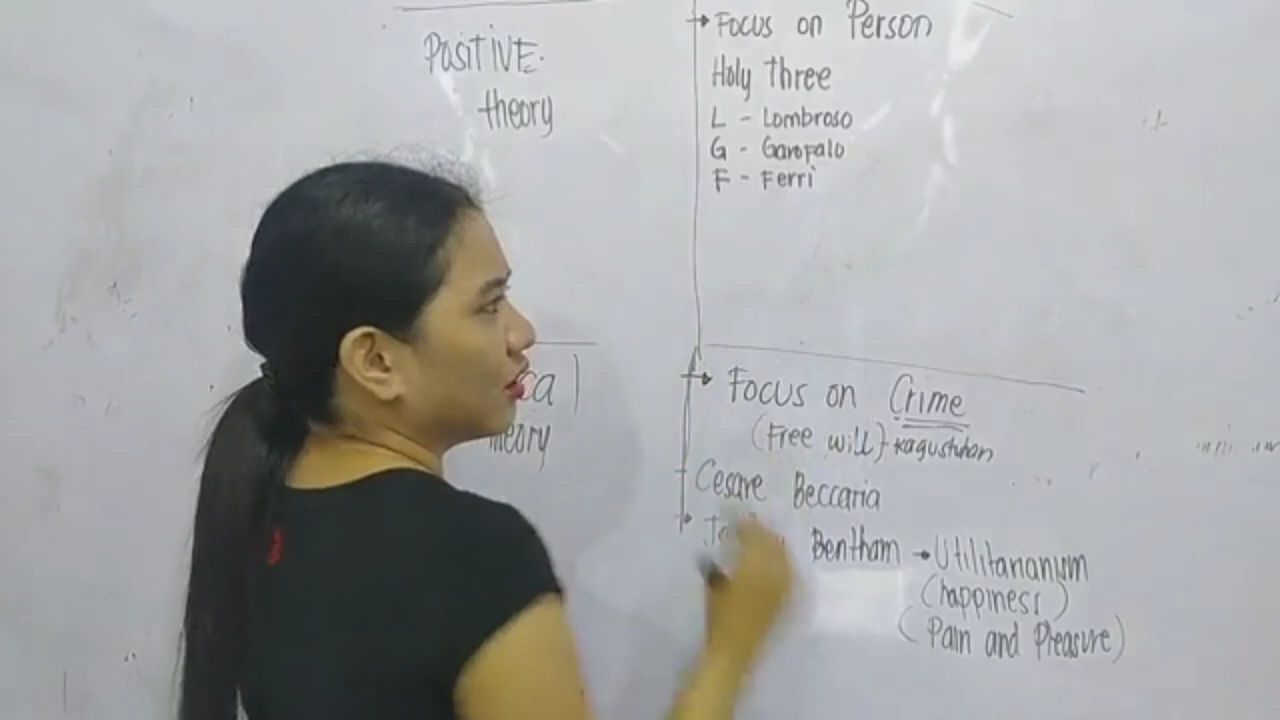 Positive
theory
→ Focus on Person
Holy three
L - Lombroso
G - Garofalo
F - Ferri
→ Focus on Crime
(Free will) → kagustuhan
Cesare Beccaria
Bentham → Utilitarianism
(happiness)
(Pain and Pleasure)